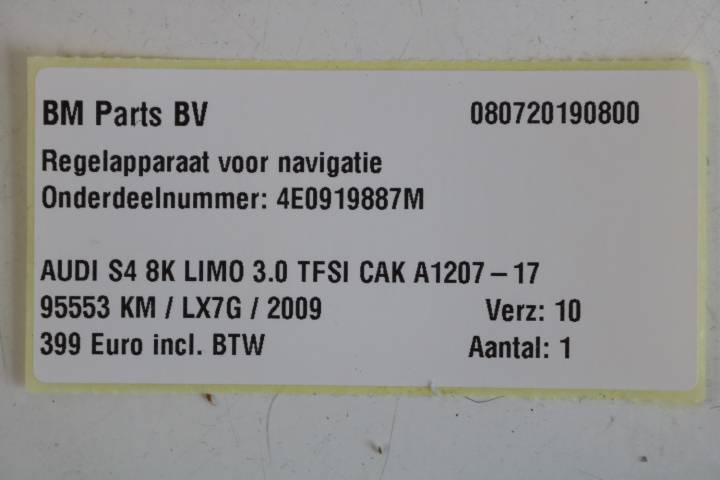 BM Parts BV 080720190800
Regelapparaat voor navigatie
Onderdeelnummer: 4E0919887M
AUDI S4 8K LIMO 3.0 TFSI CAK A1207 – 17
95553 KM / LX7G / 2009 Verz: 10
399 Euro incl. BTW Aantal: 1